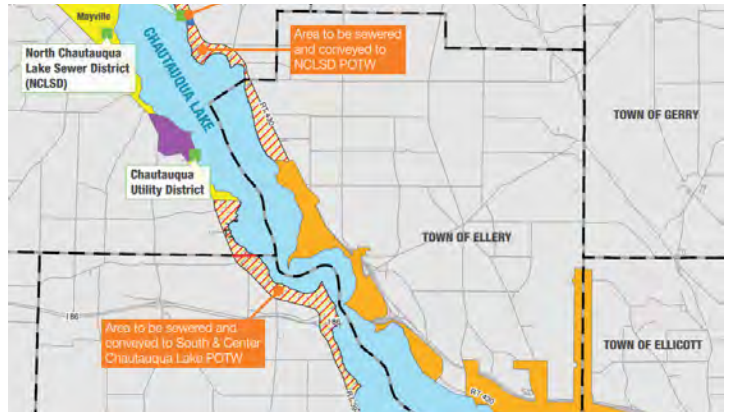 Mayville
North Chautauqua
Lake Sewer District
(NCLSD)
CHAUTAUQUA LAKE
Area to be sewered
and conveyed to
NCLSD POTW
RT-430
TOWN OF GERRY
Chautauqua
Utility District
TOWN OF ELLERY
186
Area to be sewered and
conveyed to South & Center
Chautauqua Lake POTW
TOWN OF ELLICOTT
RT-430